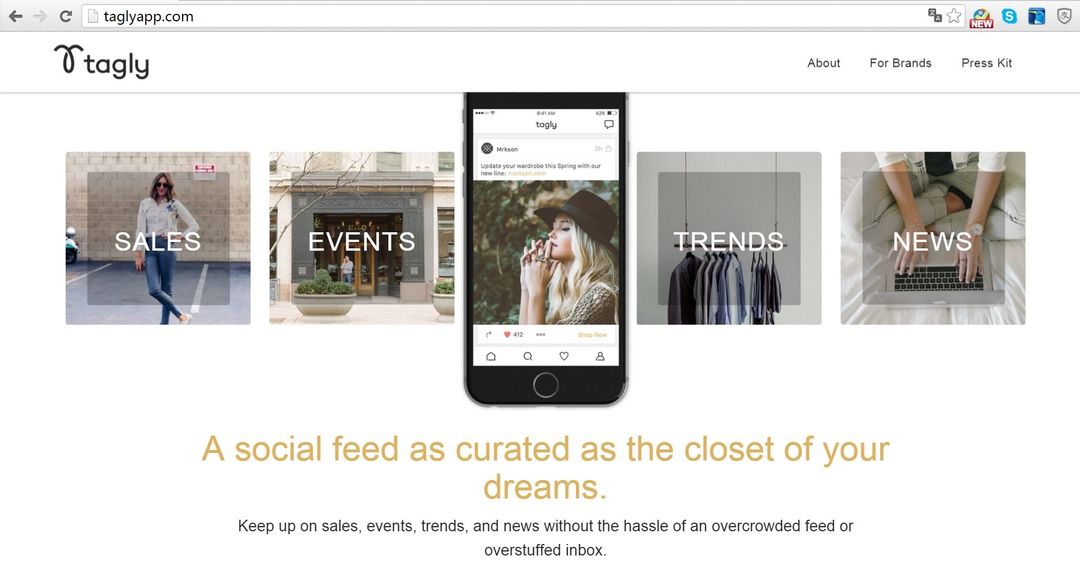 taglyapp.com
NEW
tagly
About
For Brands
Press Kit
9:41 AM
42%
tagly
Mrkson
2h
Update your wardrobe this Spring with our
new line: markson.com
SALES
EVENTS
TRENDS
NEWS
412
Shop Now
A social feed as curated as the closet of your
dreams.
Keep up on sales, events, trends, and news without the hassle of an overcrowded feed or
overstuffed inbox.